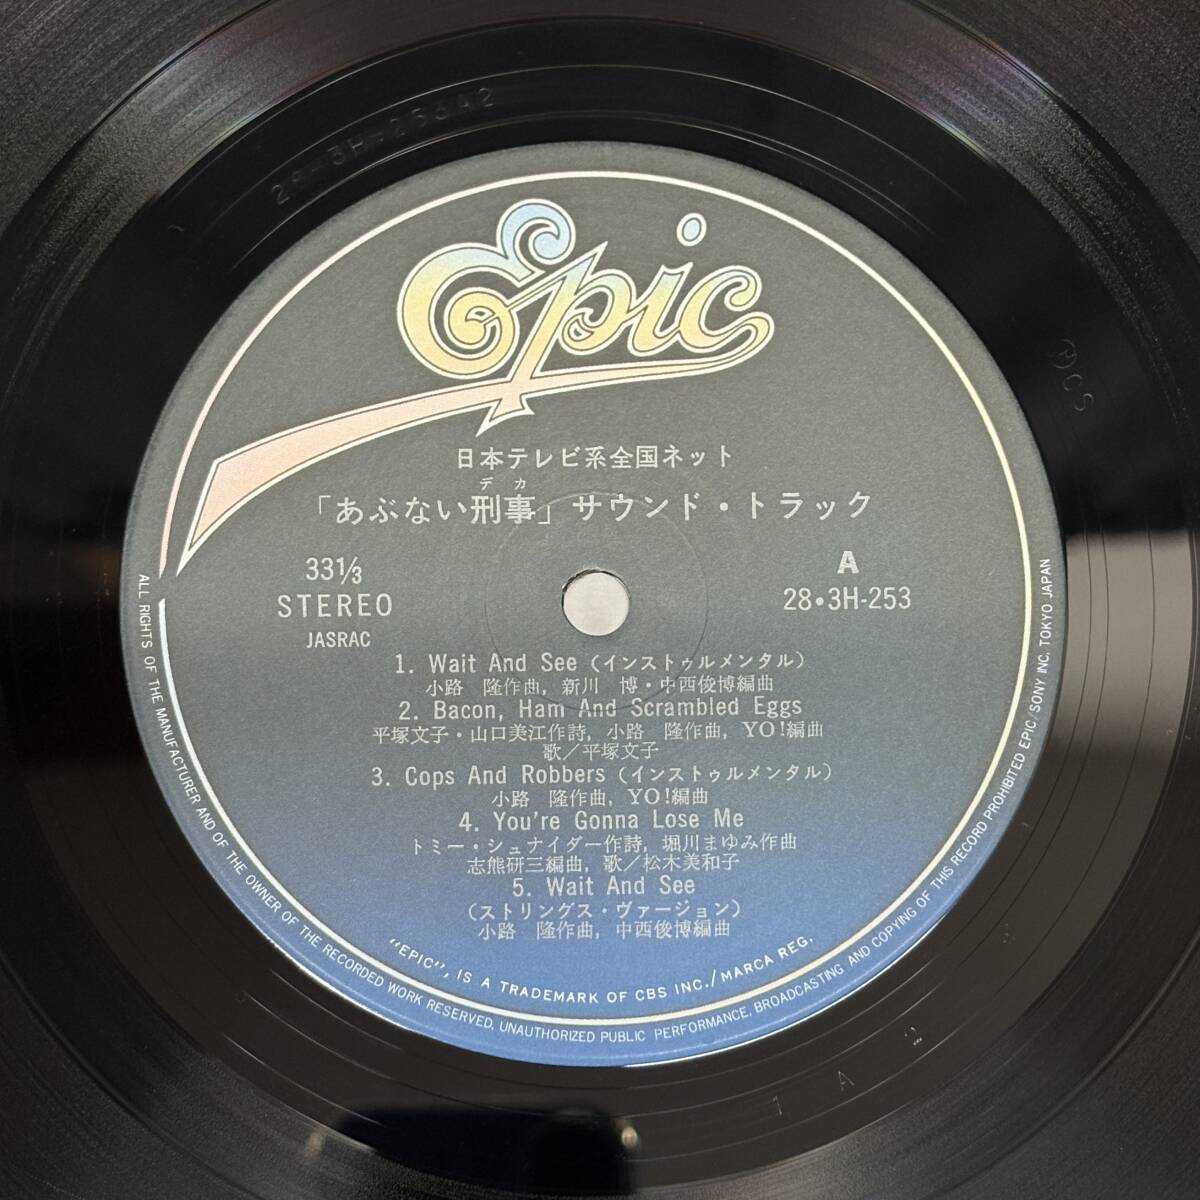 28-3H-253A2
Epic
日本テレビ系全国ネット
デカ
「あぶない刑事」サウンド・トラック
33⅓
STEREO
JASRAC
A
28・3H-253
1. Wait And See (インストゥルメンタル)
小路 隆作曲, 新川 博・中西俊博編曲
2. Bacon, Ham And Scrambled Eggs
平塚文子・山口美江作詩, 小路 隆作曲, YO!編曲
歌/平塚文子
3. Cops And Robbers (インストゥルメンタル)
小路 隆作曲, YO!編曲
4. You're Gonna Lose Me
トミー・シュナイダー作詩, 堀川まゆみ作曲
志熊研三編曲, 歌/松木美和子
5. Wait And See
(ストリングス・ヴァージョン)
小路 隆作曲, 中西俊博編曲
"EPIC", IS A TRADEMARK OF CBS INC./MARCA REG.
ALL RIGHTS OF THE MANUFACTURER AND OF THE OWNER OF THE RECORDED WORK RESERVED, UNAUTHORIZED PUBLIC PERFORMANCE, BROADCASTING AND COPYING OF THIS RECORD PROHIBITED EPIC/SONY INC. TOKYO JAPAN
CS
1 A 2